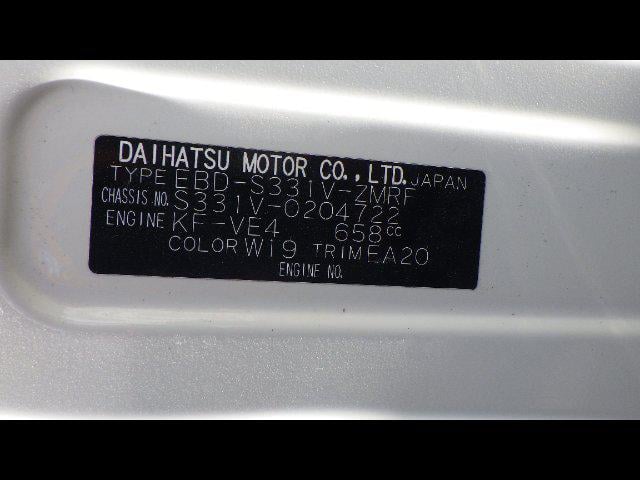 DAIHATSU MOTOR CO.,LTD. JAPAN
TYPE EBD-S331V-ZMRF
CHASSIS NO. S331V-0204722
ENGINE KF-VE4 658CC
COLOR W19 TRIM EA20
ENGINE NO.